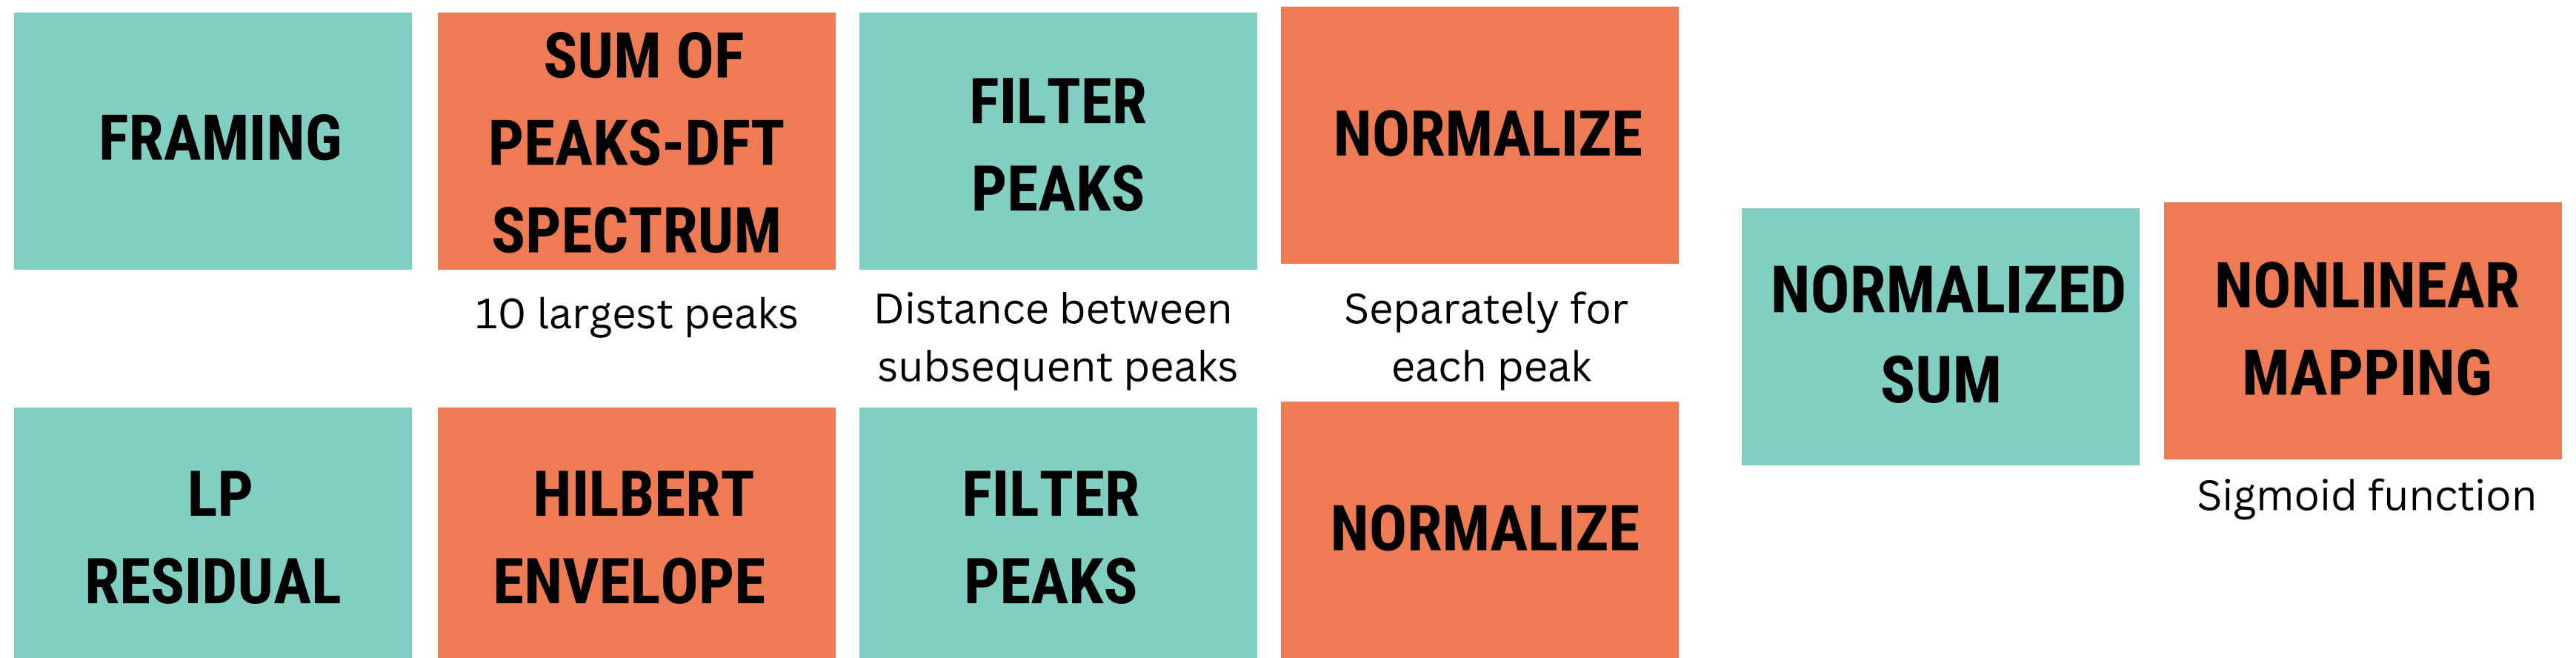 FRAMING
SUM OF
PEAKS-DFT
SPECTRUM
10 largest peaks
FILTER
PEAKS
Distance between
subsequent peaks
NORMALIZE
Separately for
each peak
LP
RESIDUAL
HILBERT
ENVELOPE
FILTER
PEAKS
NORMALIZE
NORMALIZED
SUM
NONLINEAR
MAPPING
Sigmoid function